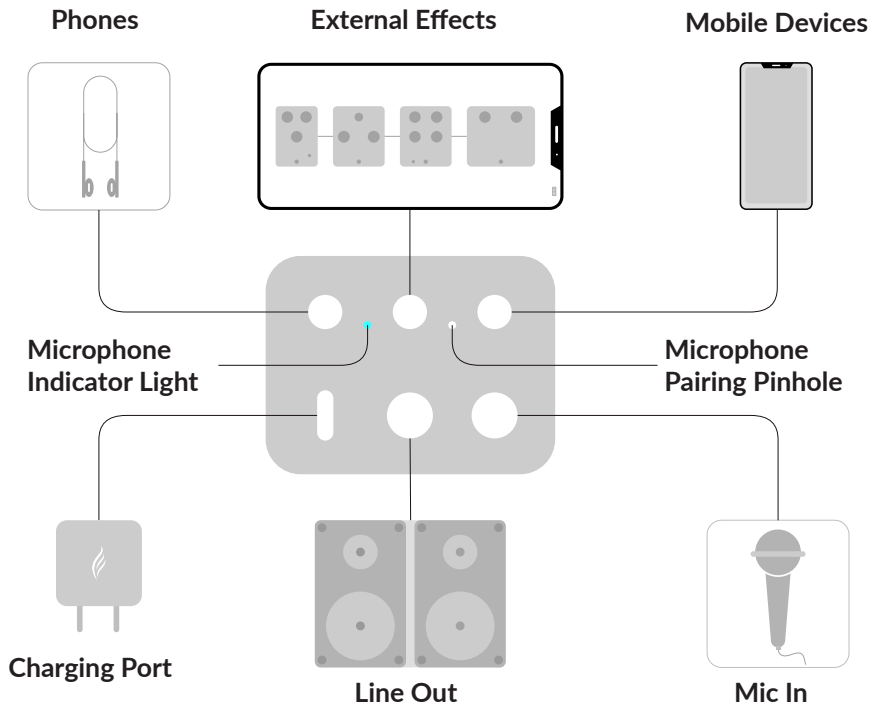 Phones
External Effects
Mobile Devices
Microphone
Indicator Light
Microphone
Pairing Pinhole
Charging Port
Line Out
Mic In